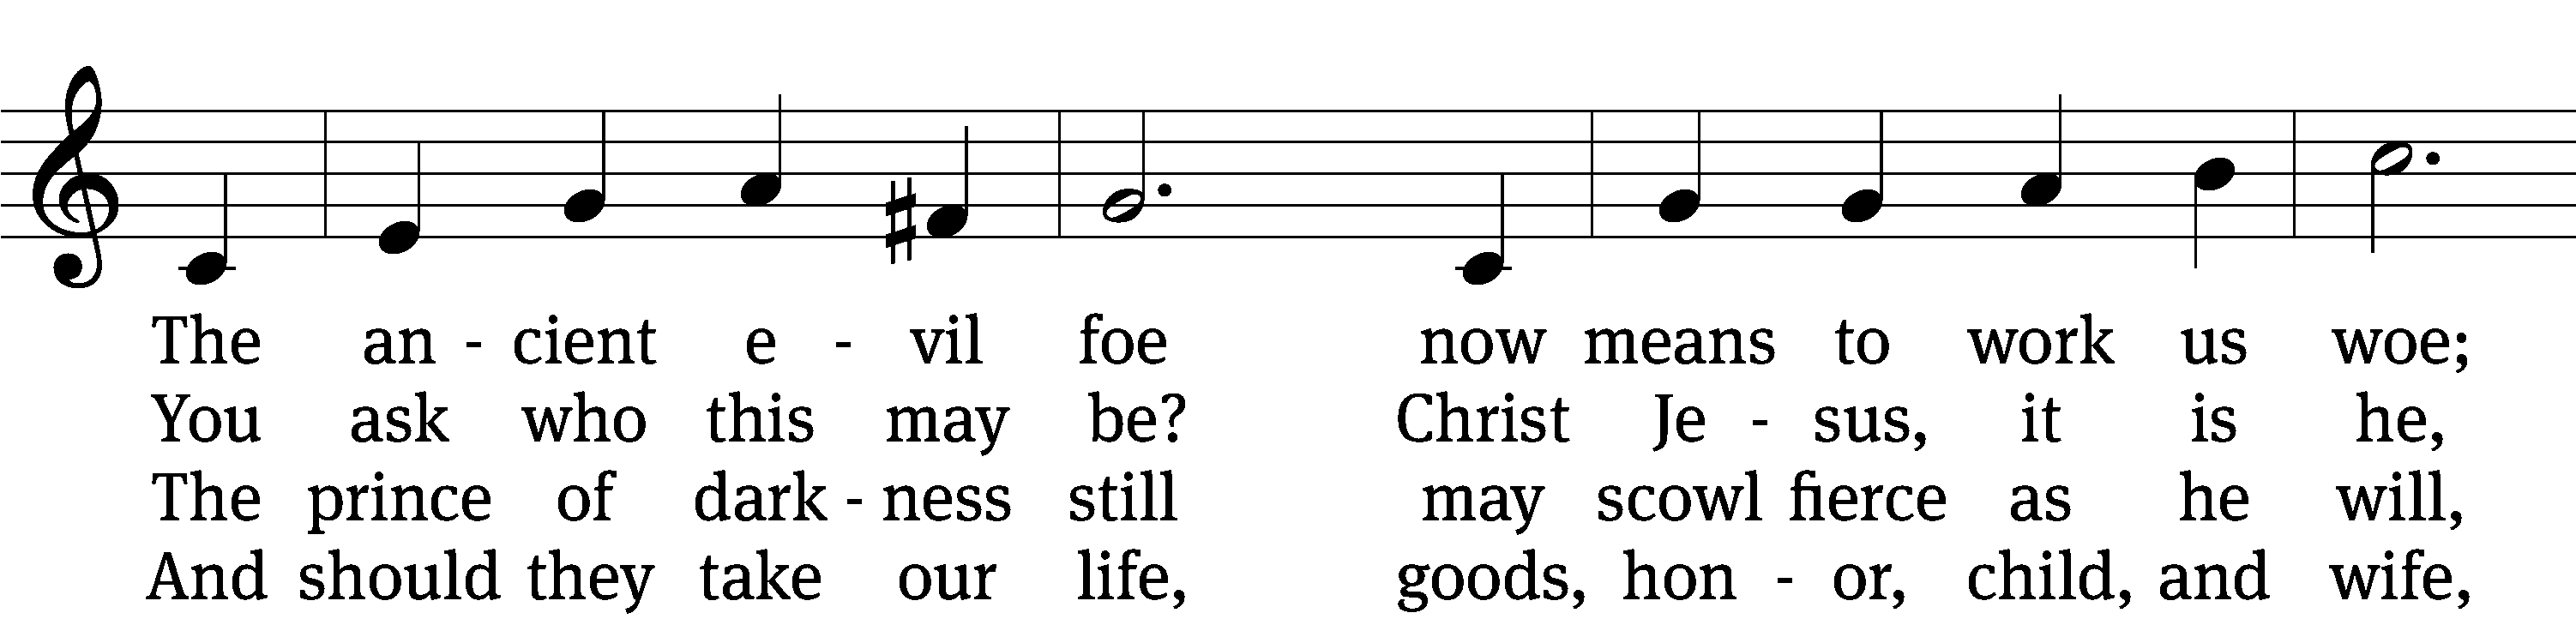 The an - cient e - vil foe now means to work us woe;
You ask who this may be? Christ Je - sus, it is he,
The prince of dark - ness still may scowl fierce as he will,
And should they take our life, goods, hon - or, child, and wife,